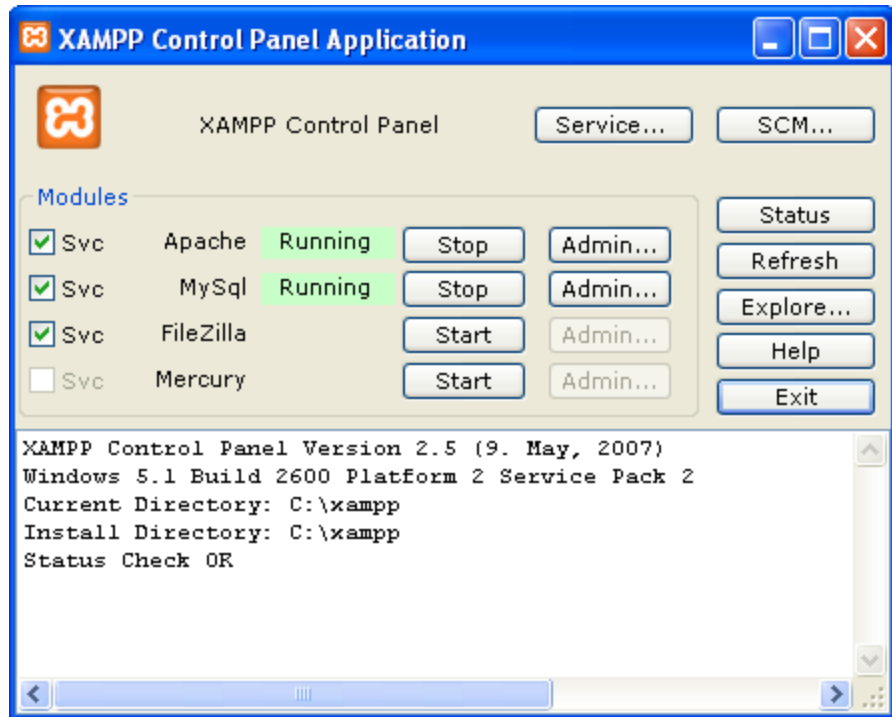 XAMPP Control Panel Application
XAMPP Control Panel Service... SCM...
Modules
Status
Svc Apache Running Stop Admin...
Refresh
Svc MySql Running Stop Admin...
Explore...
Svc FileZilla Start Admin...
Help
Svc Mercury Start Admin...
Exit
XAMPP Control Panel Version 2.5 (9. May, 2007)
Windows 5.1 Build 2600 Platform 2 Service Pack 2
Current Directory: C:\xampp
Install Directory: C:\xampp
Status Check OK